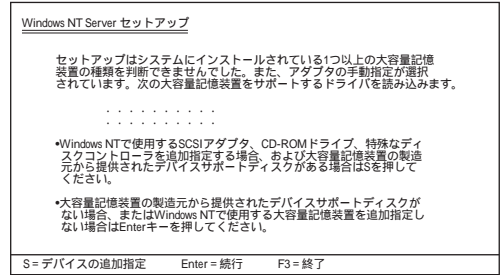 Windows NT Server セットアップ
セットアップはシステムにインストールされている1つ以上の大容量記憶
装置の種類を判断できませんでした。また、アダプタの手動指定が選択
されています。次の大容量記憶装置をサポートするドライバを読み込みます。
. . . . . . . . . .
. . . . . . . . . .
•Windows NTで使用するSCSIアダプタ、CD-ROMドライブ、特殊なディ
スクコントローラを追加指定する場合、および大容量記憶装置の製造
元から提供されたデバイスサポートディスクがある場合はSを押して
ください。
•大容量記憶装置の製造元から提供されたデバイスサポートディスクが
ない場合、またはWindows NTで使用する大容量記憶装置を追加指定し
ない場合はEnterキーを押してください。
S = デバイスの追加指定 Enter = 続行 F3 = 終了